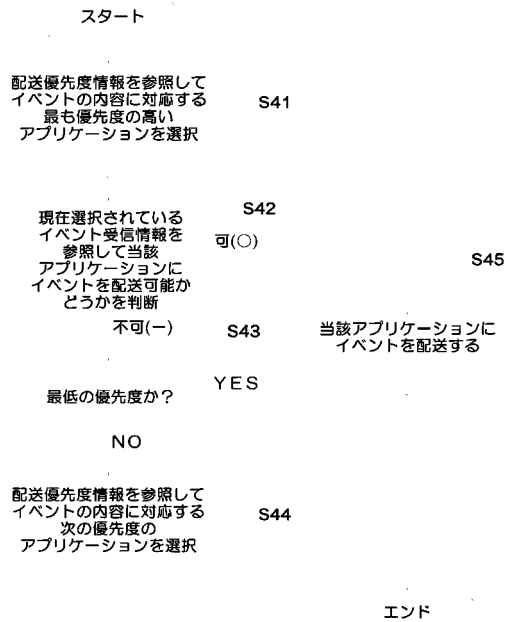 スタート
配送優先度情報を参照して
イベントの内容に対応する
最も優先度の高い
アプリケーションを選択
S41
現在選択されている
イベント受信情報を
参照して当該
アプリケーションに
イベントを配送可能か
どうかを判断
S42
可(○)
不可(−)
S43
S45
当該アプリケーションに
イベントを配送する
最低の優先度か?
YES
NO
配送優先度情報を参照して
イベントの内容に対応する
次の優先度の
アプリケーションを選択
S44
エンド